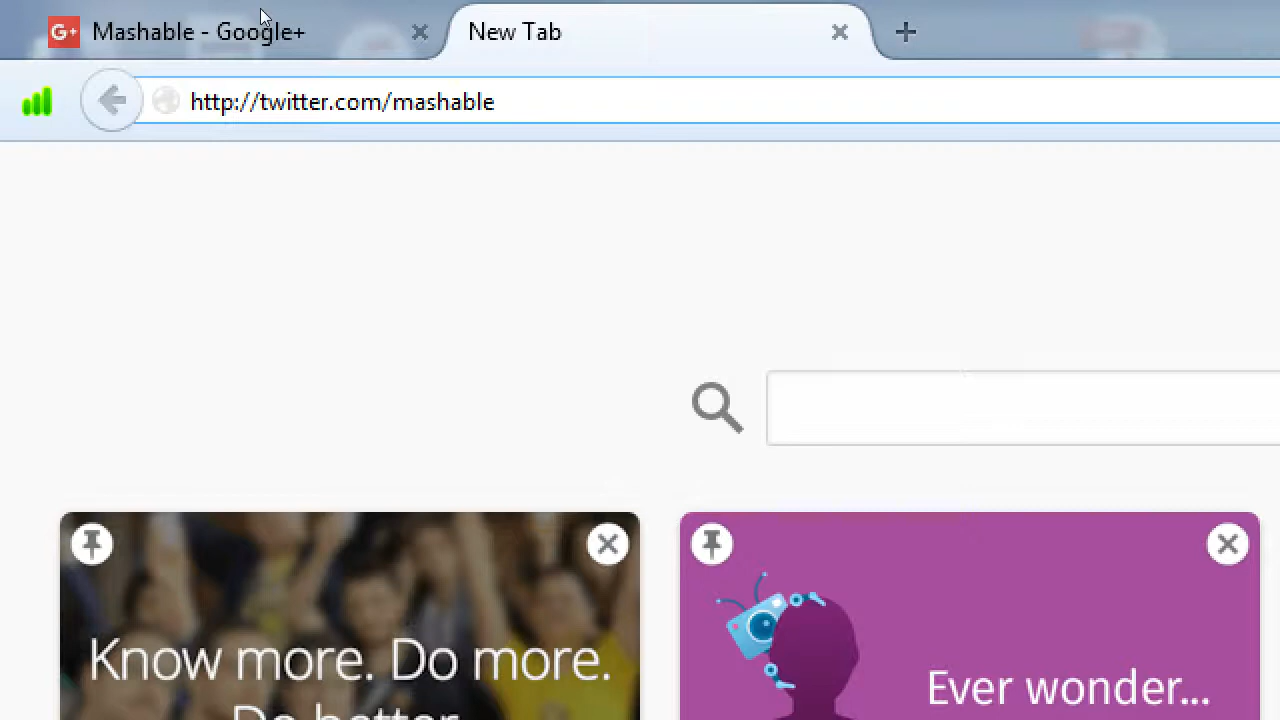 G+ Mashable - Google+ New Tab
http://twitter.com/mashable
Know more. Do more.
Do better.
Ever wonder...